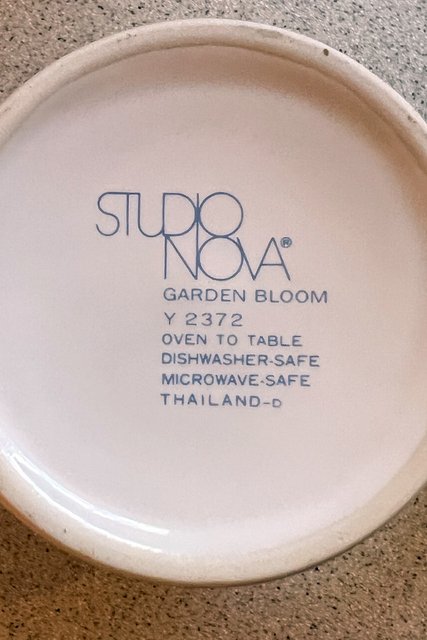 STUDIO
NOVA®
GARDEN BLOOM
Y 2372
OVEN TO TABLE
DISHWASHER-SAFE
MICROWAVE-SAFE
THAILAND-D